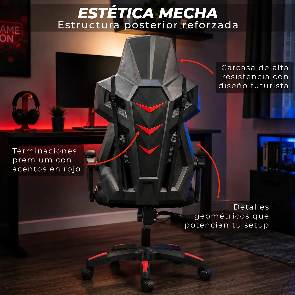 ESTÉTICA MECHA
Estructura posterior reforzada
GAME
Carcasa de alta
resistencia con
diseño futurista
Terminaciones
premium con
acentos en rojo
Detalles
geométricos que
potencian tu setup